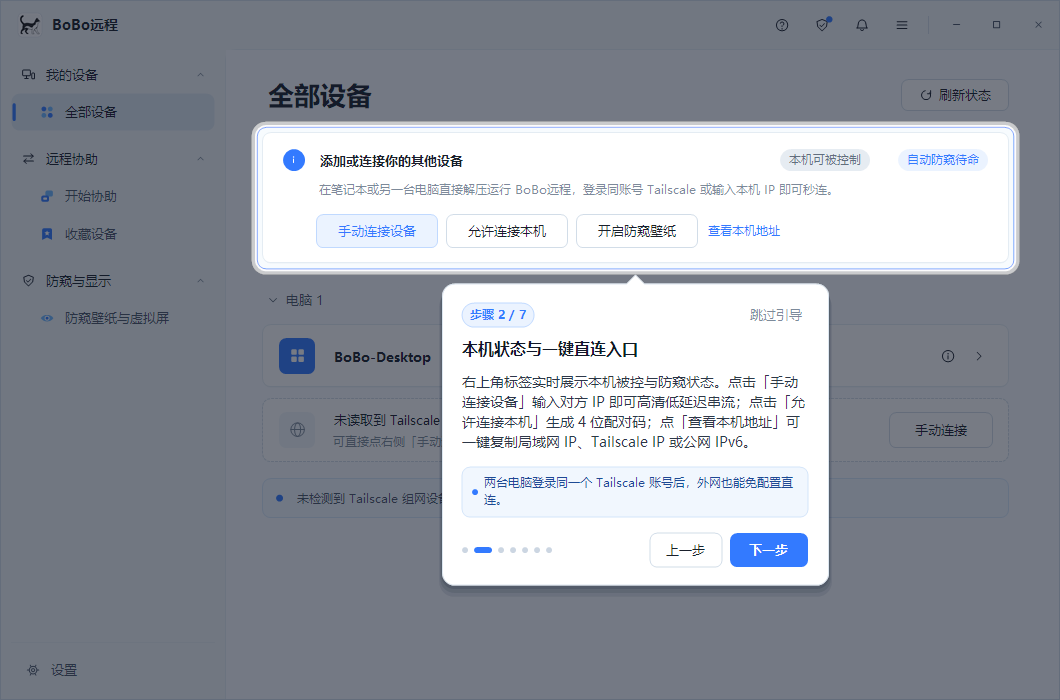 BoBo远程
我的设备
全部设备
远程协助
开始协助
收藏设备
防窥与显示
防窥壁纸与虚拟屏
设置
全部设备
刷新状态
添加或连接你的其他设备
本机可被控制
自动防窥待命
在笔记本或另一台电脑直接解压运行 BoBo远程，登录同账号 Tailscale 或输入本机 IP 即可秒连。
手动连接设备
允许连接本机
开启防窥壁纸
查看本机地址
电脑 1
BoBo-Desktop
未读取到 Tailscale
可直接点右侧「手动
手动连接
未检测到 Tailscale 组网设备
步骤 2 / 7
跳过引导
本机状态与一键直连入口
右上角标签实时展示本机被控与防窥状态。点击「手动
连接设备」输入对方 IP 即可高清低延迟串流；点击「允
许连接本机」生成 4 位配对码；点「查看本机地址」可
一键复制局域网 IP、Tailscale IP 或公网 IPv6。
两台电脑登录同一个 Tailscale 账号后，外网也能免配置直
连。
上一步
下一步